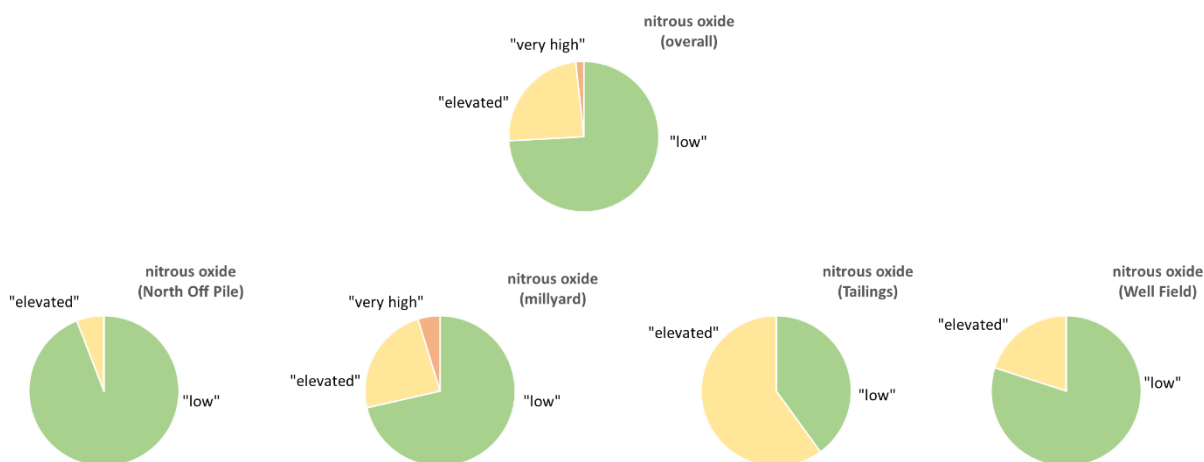 nitrous oxide
(overall)
"very high"
"elevated"
"low"
nitrous oxide
(North Off Pile)
"elevated"
"low"
nitrous oxide
(millyard)
"very high"
"elevated"
"low"
nitrous oxide
(Tailings)
"elevated"
"low"
nitrous oxide
(Well Field)
"elevated"
"low"